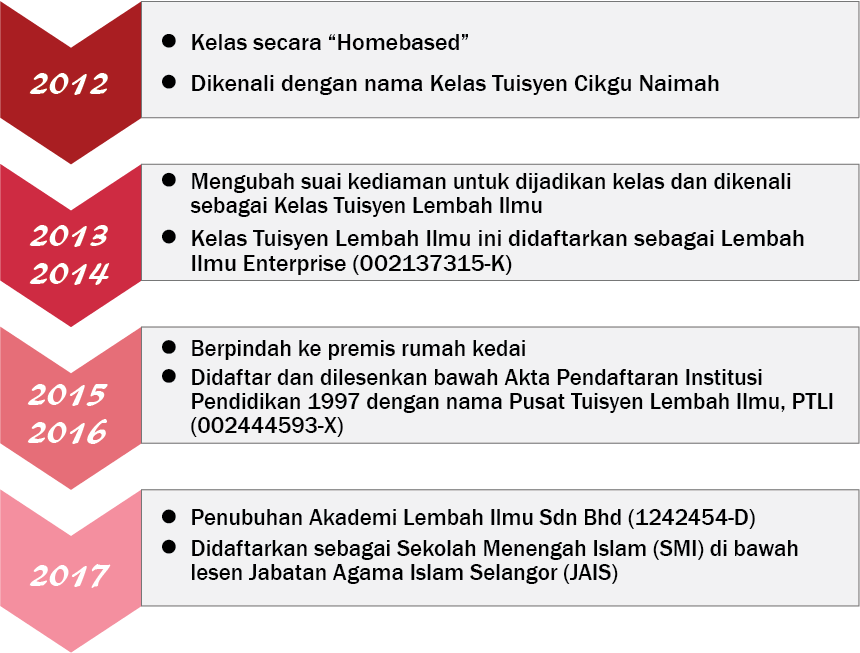 2012
● Kelas secara “Homebased”
● Dikenali dengan nama Kelas Tuisyen Cikgu Naimah
2013
2014
● Mengubah suai kediaman untuk dijadikan kelas dan dikenali
sebagai Kelas Tuisyen Lembah Ilmu
● Kelas Tuisyen Lembah Ilmu ini didaftarkan sebagai Lembah
Ilmu Enterprise (002137315-K)
2015
2016
● Berpindah ke premis rumah kedai
● Didaftar dan dilesenkan bawah Akta Pendaftaran Institusi
Pendidikan 1997 dengan nama Pusat Tuisyen Lembah Ilmu, PTLI
(002444593-X)
2017
● Penubuhan Akademi Lembah Ilmu Sdn Bhd (1242454-D)
● Didaftarkan sebagai Sekolah Menengah Islam (SMI) di bawah
lesen Jabatan Agama Islam Selangor (JAIS)